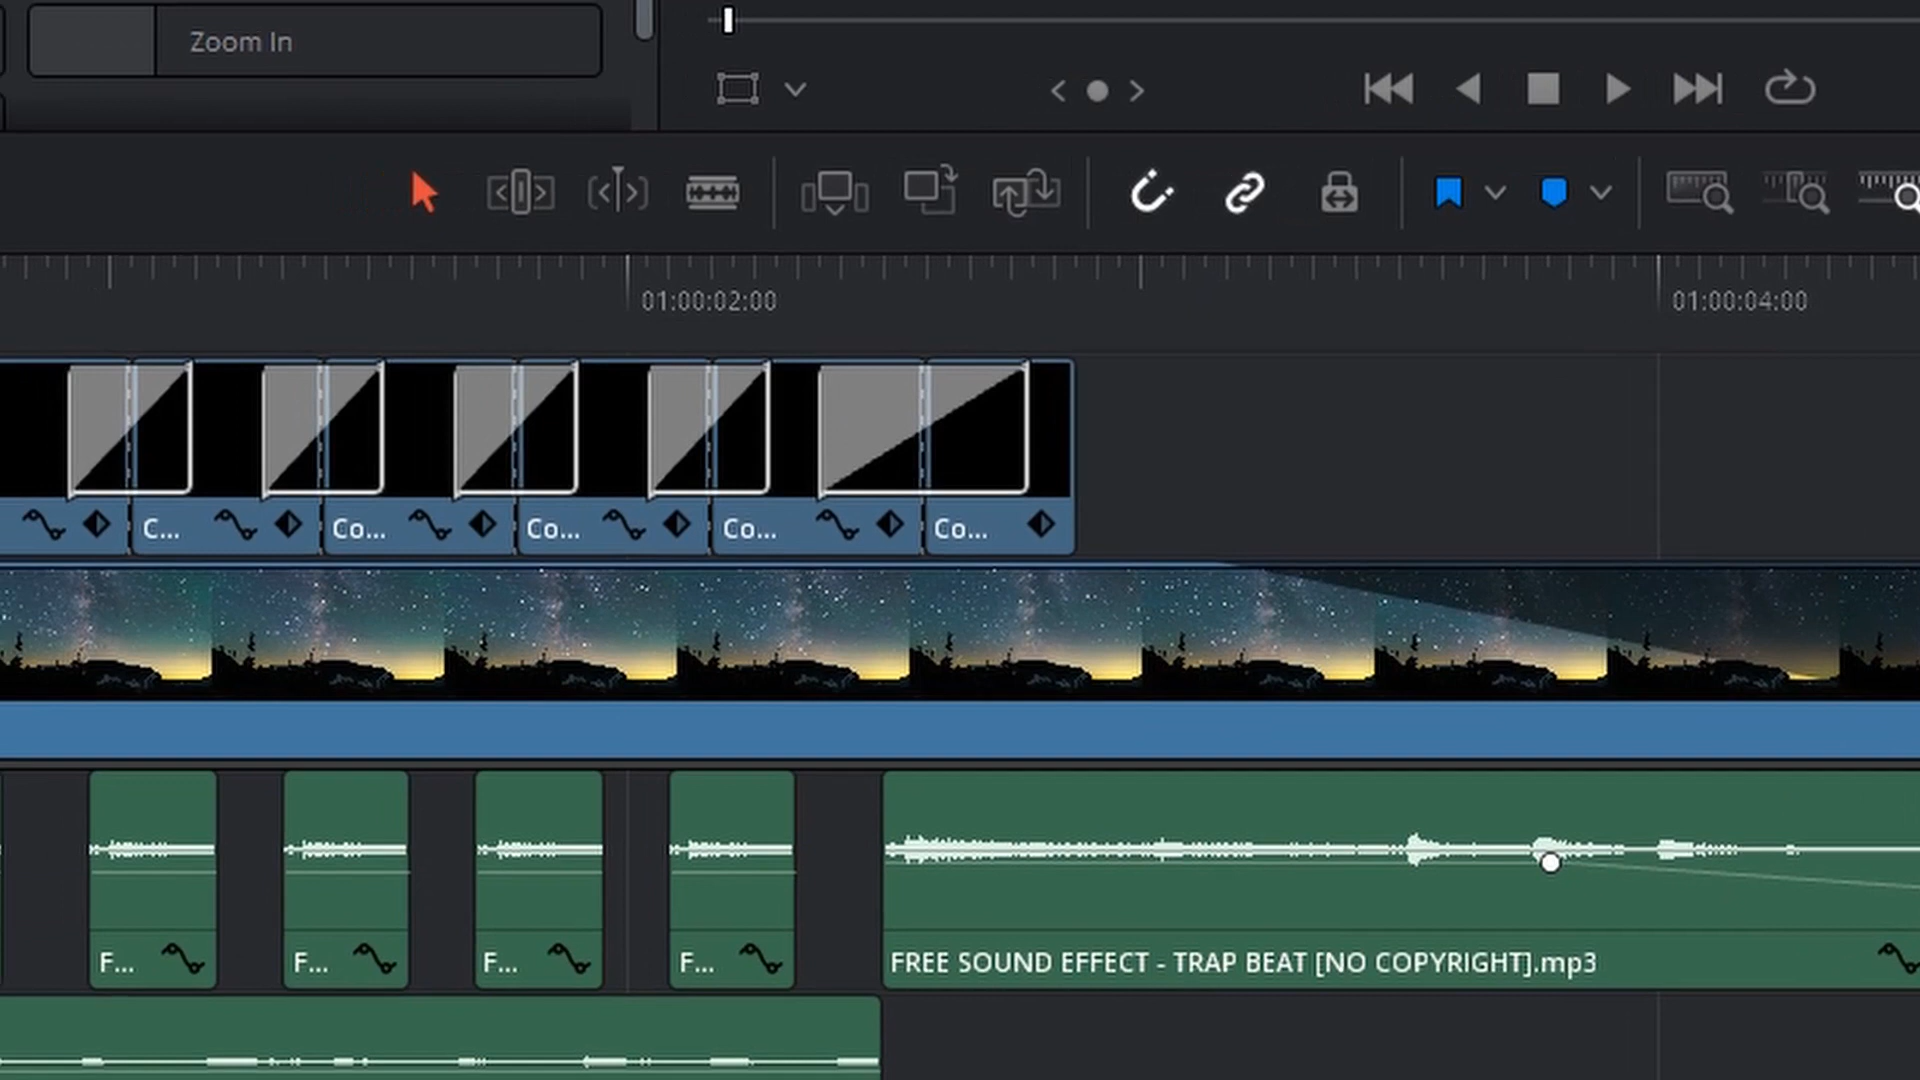 Zoom In
01:00:02:00
01:00:04:00
C...
Co...
Co...
Co...
Co...
F...
F...
F...
F...
FREE SOUND EFFECT - TRAP BEAT [NO COPYRIGHT].mp3